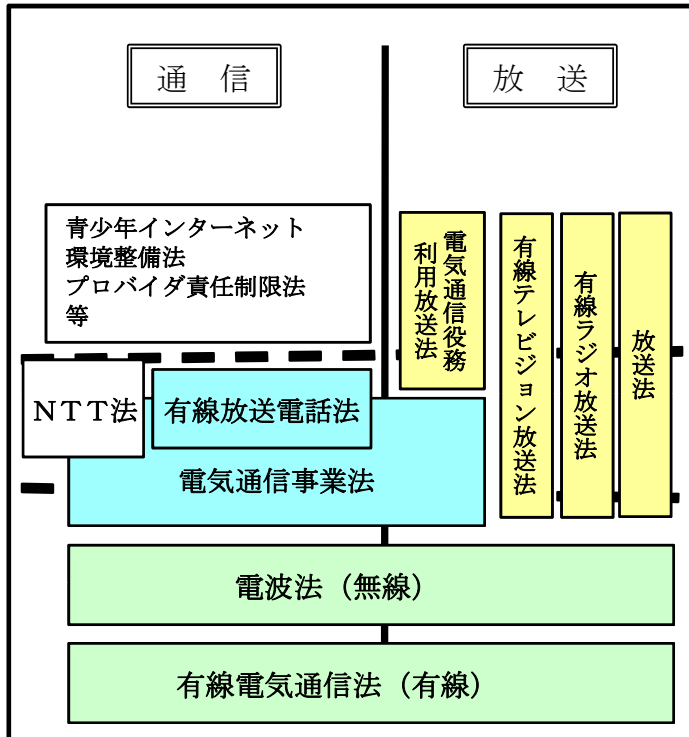 通　信
放　送
青少年インターネット
環境整備法
プロバイダ責任制限法
等
電気通信役務
利用放送法
有線テレビジョン放送法
有線ラジオ放送法
放送法
ＮＴＴ法
有線放送電話法
電気通信事業法
電波法（無線）
有線電気通信法（有線）